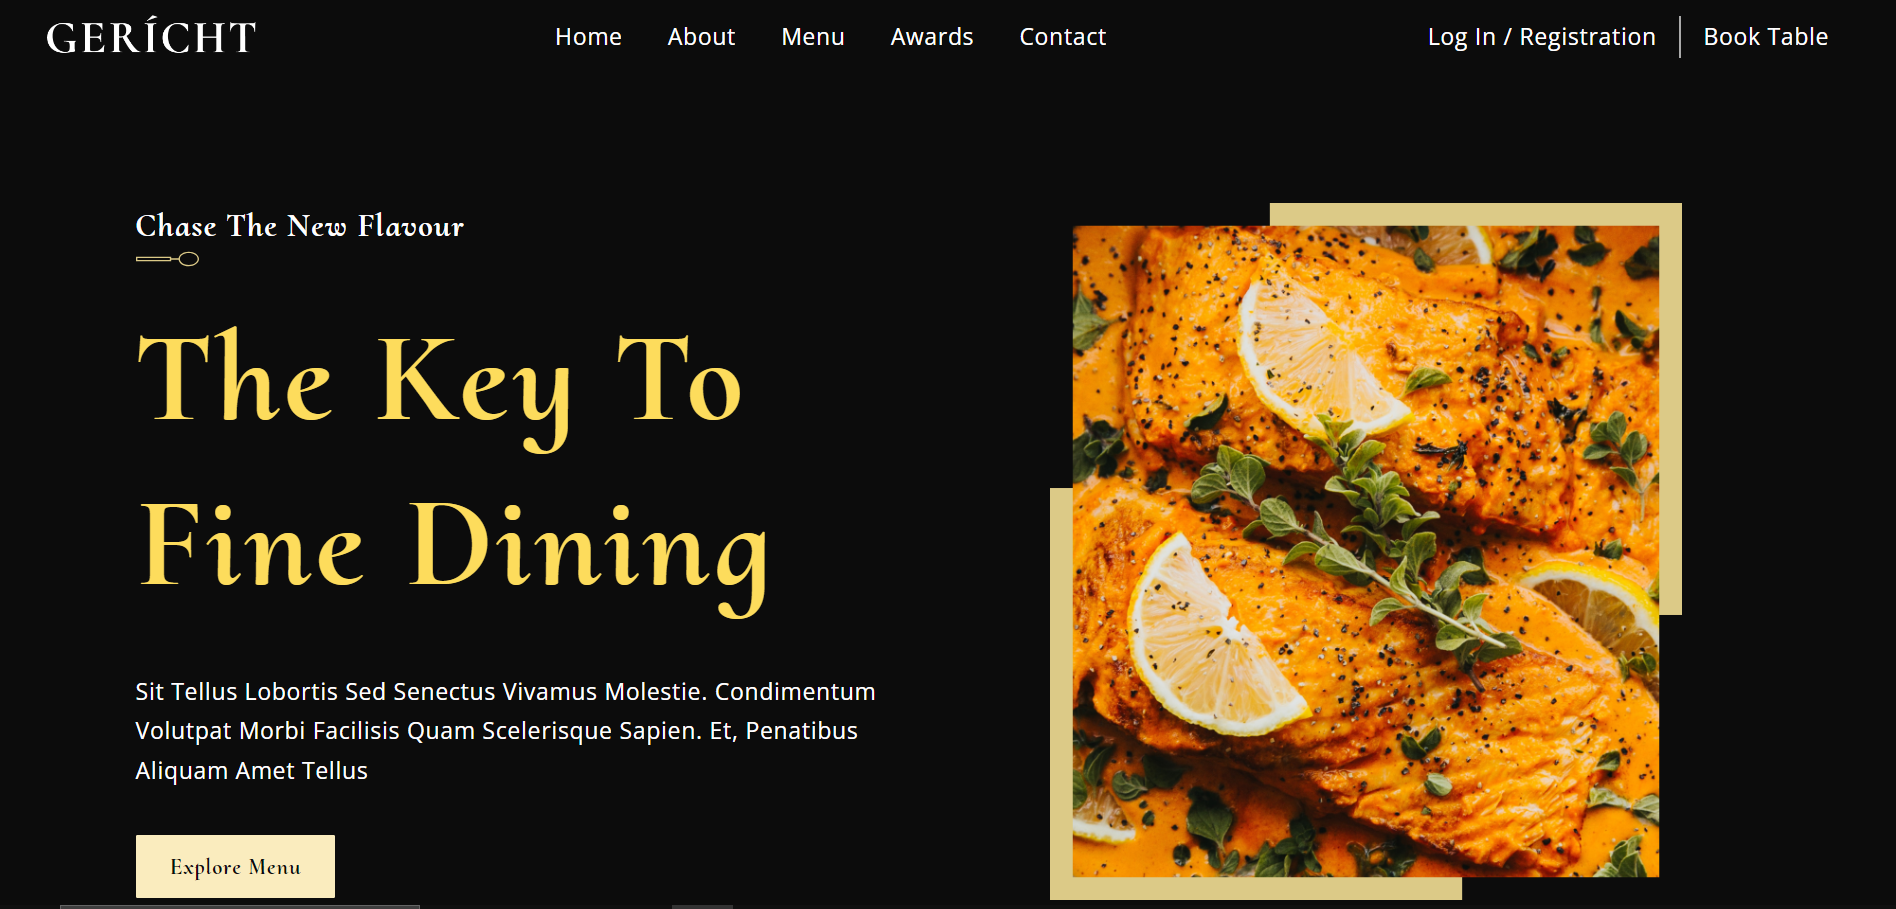 GERÍCHT
Home About Menu Awards Contact
Log In / Registration Book Table
Chase The New Flavour
The Key To
Fine Dining
Sit Tellus Lobortis Sed Senectus Vivamus Molestie. Condimentum
Volutpat Morbi Facilisis Quam Scelerisque Sapien. Et, Penatibus
Aliquam Amet Tellus
Explore Menu